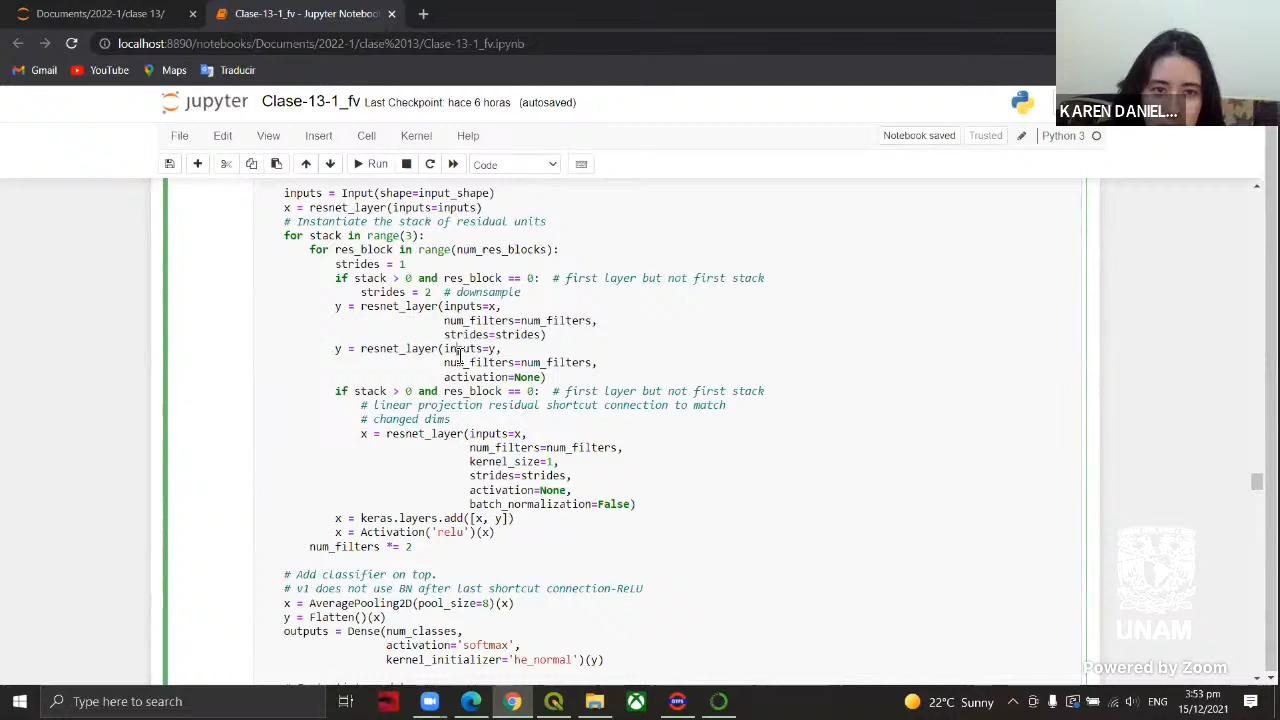 Documents/2022-1/clase 13/
Clase-13-1_fv - Jupyter Notebook
localhost:8890/notebooks/Documents/2022-1/clase%2013/Clase-13-1_fv.ipynb
Gmail
YouTube
Maps
Traducir
KAREN DANIEL...
jupyter
Clase-13-1_fv
Last Checkpoint: hace 6 horas
(autosaved)
File
Edit
View
Insert
Cell
Kernel
Help
Notebook saved
Trusted
Python 3
Run
Code
inputs = Input(shape=input_shape)
x = resnet_layer(inputs=inputs)
# Instantiate the stack of residual units
for stack in range(3):
    for res_block in range(num_res_blocks):
        strides = 1
        if stack > 0 and res_block == 0:  # first layer but not first stack
            strides = 2  # downsample
        y = resnet_layer(inputs=x,
                         num_filters=num_filters,
                         strides=strides)
        y = resnet_layer(inputs=y,
                         num_filters=num_filters,
                         activation=None)
        if stack > 0 and res_block == 0:  # first layer but not first stack
            # linear projection residual shortcut connection to match
            # changed dims
            x = resnet_layer(inputs=x,
                             num_filters=num_filters,
                             kernel_size=1,
                             strides=strides,
                             activation=None,
                             batch_normalization=False)
        x = keras.layers.add([x, y])
        x = Activation('relu')(x)
    num_filters *= 2
# Add classifier on top.
# v1 does not use BN after last shortcut connection-ReLU
x = AveragePooling2D(pool_size=8)(x)
y = Flatten()(x)
outputs = Dense(num_classes,
                activation='softmax',
                kernel_initializer='he_normal')(y)
UNAM
Powered by Zoom
Type here to search
22°C Sunny
ENG
3:53 pm
15/12/2021